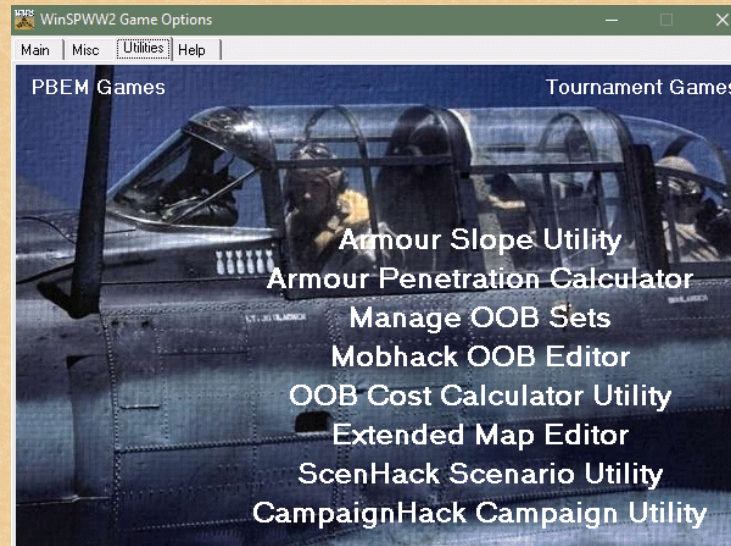 WinSPWW2 Game Options
Main Misc Utilities Help
PBEM Games Tournament Games
Armour Slope Utility
Armour Penetration Calculator
Manage OOB Sets
Mobhack OOB Editor
OOB Cost Calculator Utility
Extended Map Editor
ScenHack Scenario Utility
CampaignHack Campaign Utility